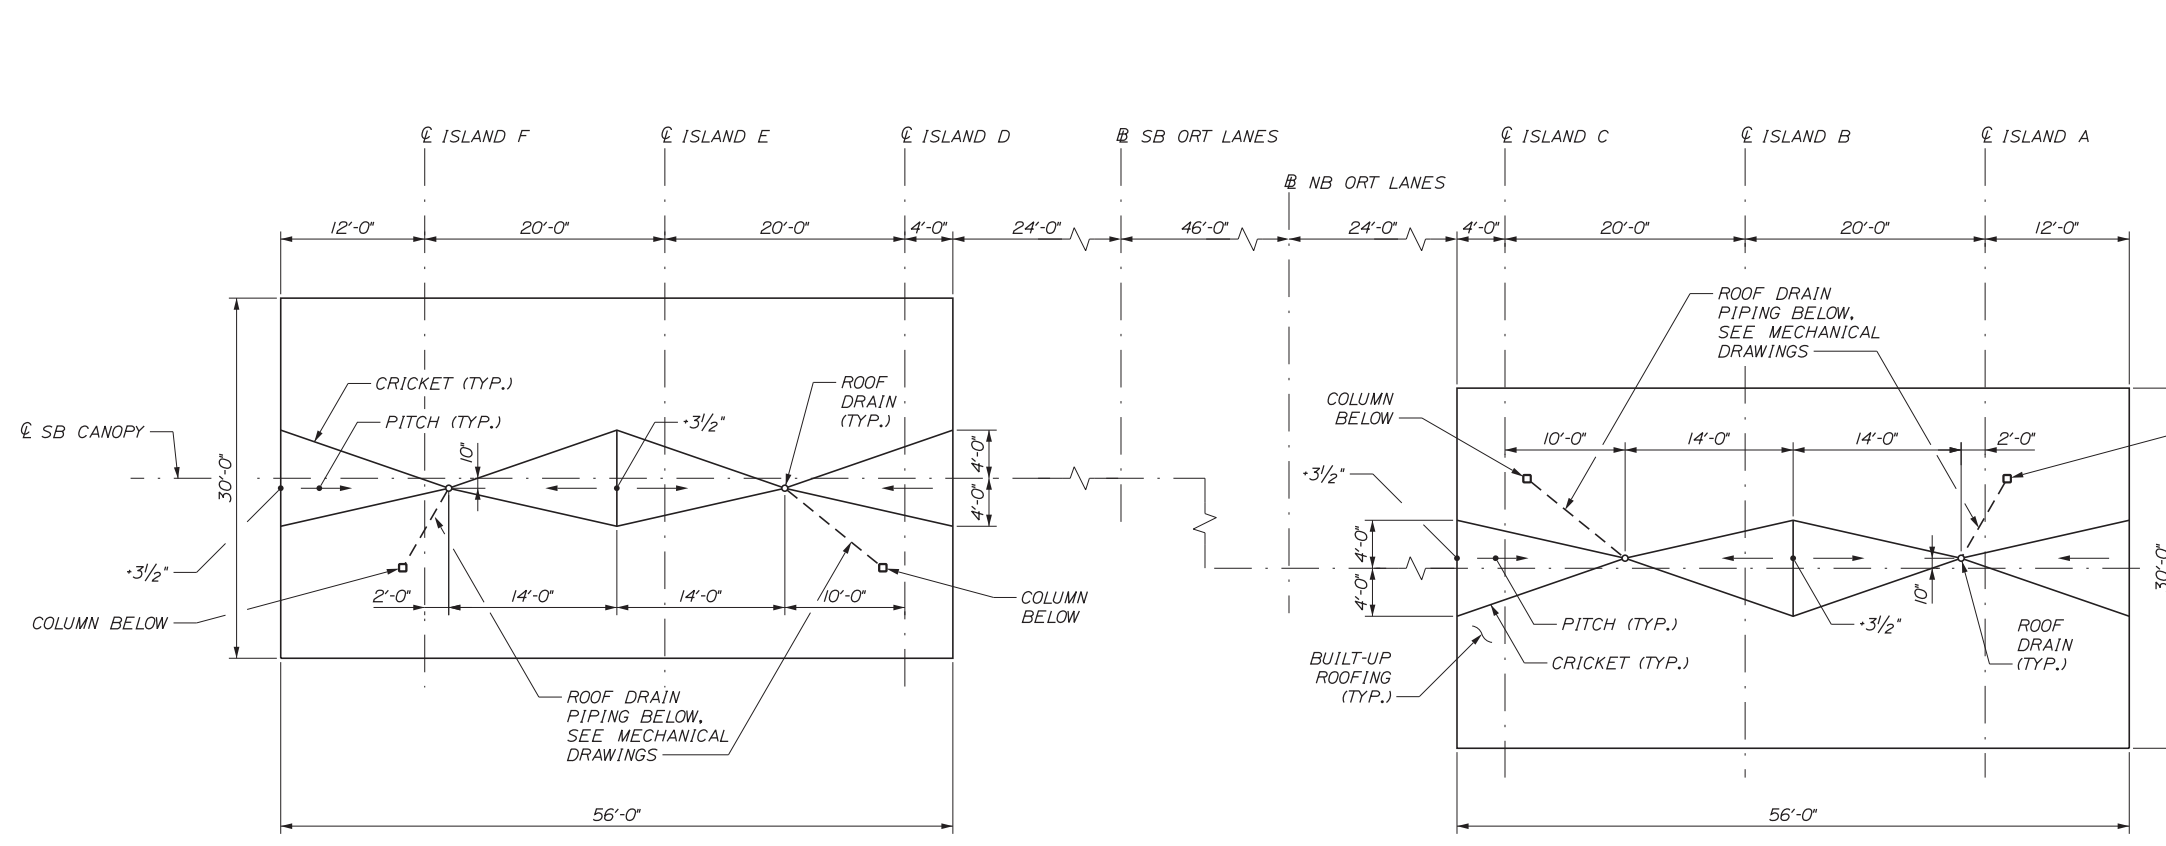 ℄ ISLAND F
℄ ISLAND E
℄ ISLAND D
B SB ORT LANES
℄ ISLAND C
℄ ISLAND B
℄ ISLAND A
B NB ORT LANES
12'-0"
20'-0"
20'-0"
4'-0"
24'-0"
46'-0"
24'-0"
4'-0"
20'-0"
20'-0"
12'-0"
CRICKET (TYP.)
PITCH (TYP.)
ROOF
DRAIN
(TYP.)
+3½"
℄ SB CANOPY
30'-0"
10"
4'-0"
4'-0"
+3½"
COLUMN BELOW
2'-0"
14'-0"
14'-0"
10'-0"
COLUMN
BELOW
ROOF DRAIN
PIPING BELOW,
SEE MECHANICAL
DRAWINGS
56'-0"
ROOF DRAIN
PIPING BELOW,
SEE MECHANICAL
DRAWINGS
COLUMN
BELOW
10'-0"
14'-0"
14'-0"
2'-0"
+3½"
4'-0"
4'-0"
10"
30'-0"
PITCH (TYP.)
+3½"
CRICKET (TYP.)
ROOF
DRAIN
(TYP.)
BUILT-UP
ROOFING
(TYP.)
56'-0"